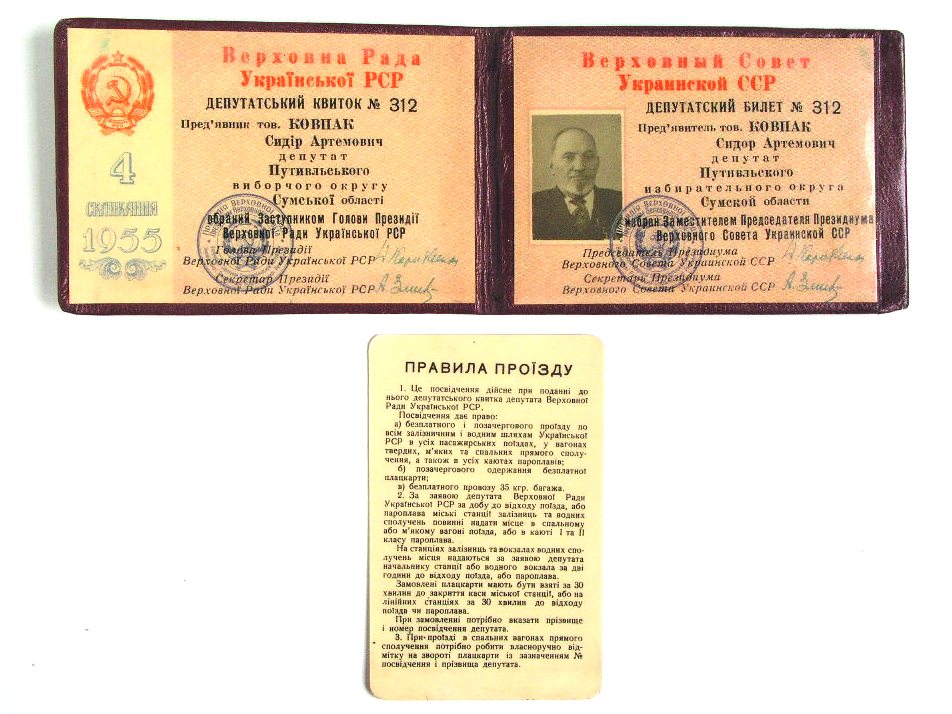 4
СКЛИКАННЯ
1955
Верховна Рада
Української РСР
ДЕПУТАТСЬКИЙ КВИТОК № 312
Пред'явник тов. КОВПАК
Сидір Артемович
депутат
Путивльського
виборчого округу
Сумської області
обраний Заступником Голови Президії
Верховної Ради Української РСР
Голова Президії
Верховної Ради Української РСР
Секретар Президії
Верховної Ради Української РСР
Верховный Совет
Украинской ССР
ДЕПУТАТСКИЙ БИЛЕТ № 312
Пред'явитель тов. КОВПАК
Сидор Артемович
депутат
Путивльского
избирательного округа
Сумской области
избран Заместителем Председателя Президиума
Верховного Совета Украинской ССР
Председатель Президиума
Верховного Совета Украинской ССР
Секретарь Президиума
Верховного Совета Украинской ССР
ПРАВИЛА ПРОЇЗДУ
1. Це посвідчення дійсне при поданні до
нього депутатського квитка депутата Верховної
Ради Української РСР.
Посвідчення дає право:
а) безплатного і позачергового проїзду по
всім залізничним і водним шляхам Української
РСР в усіх пасажирських поїздах, у вагонах
твердих, м'яких та спальних прямого сполу-
чення, а також в усіх каютах пароплавів;
б) позачергового одержання безплатної
плацкарти;
в) безплатного провозу 35 кгр. багажа.
2. За заявою депутата Верховної Ради
Української РСР за добу до відходу поїзда, або
пароплава міські станції залізниць та водних
сполучень повинні надати місце в спальному
або м'якому вагоні поїзда, або в каюті I та II
класу пароплава.
На станціях залізниць та вокзалах водних спо-
лучень місця надаються за заявою депутата
начальнику станції або водного вокзала за дві
години до відходу поїзда, або пароплава.
Замовлені плацкарти мають бути взяті за 30
хвилин до закриття каси міської станції, або на
лінійних станціях за 30 хвилин до відходу
поїзда чи пароплава.
При замовленні потрібно вказати прізвище
і номер посвідчення депутата.
3. При проїзді в спальних вагонах прямого
сполучення потрібно робити власноручно від-
мітку на звороті плацкарти із зазначенням №
посвідчення і прізвища депутата.